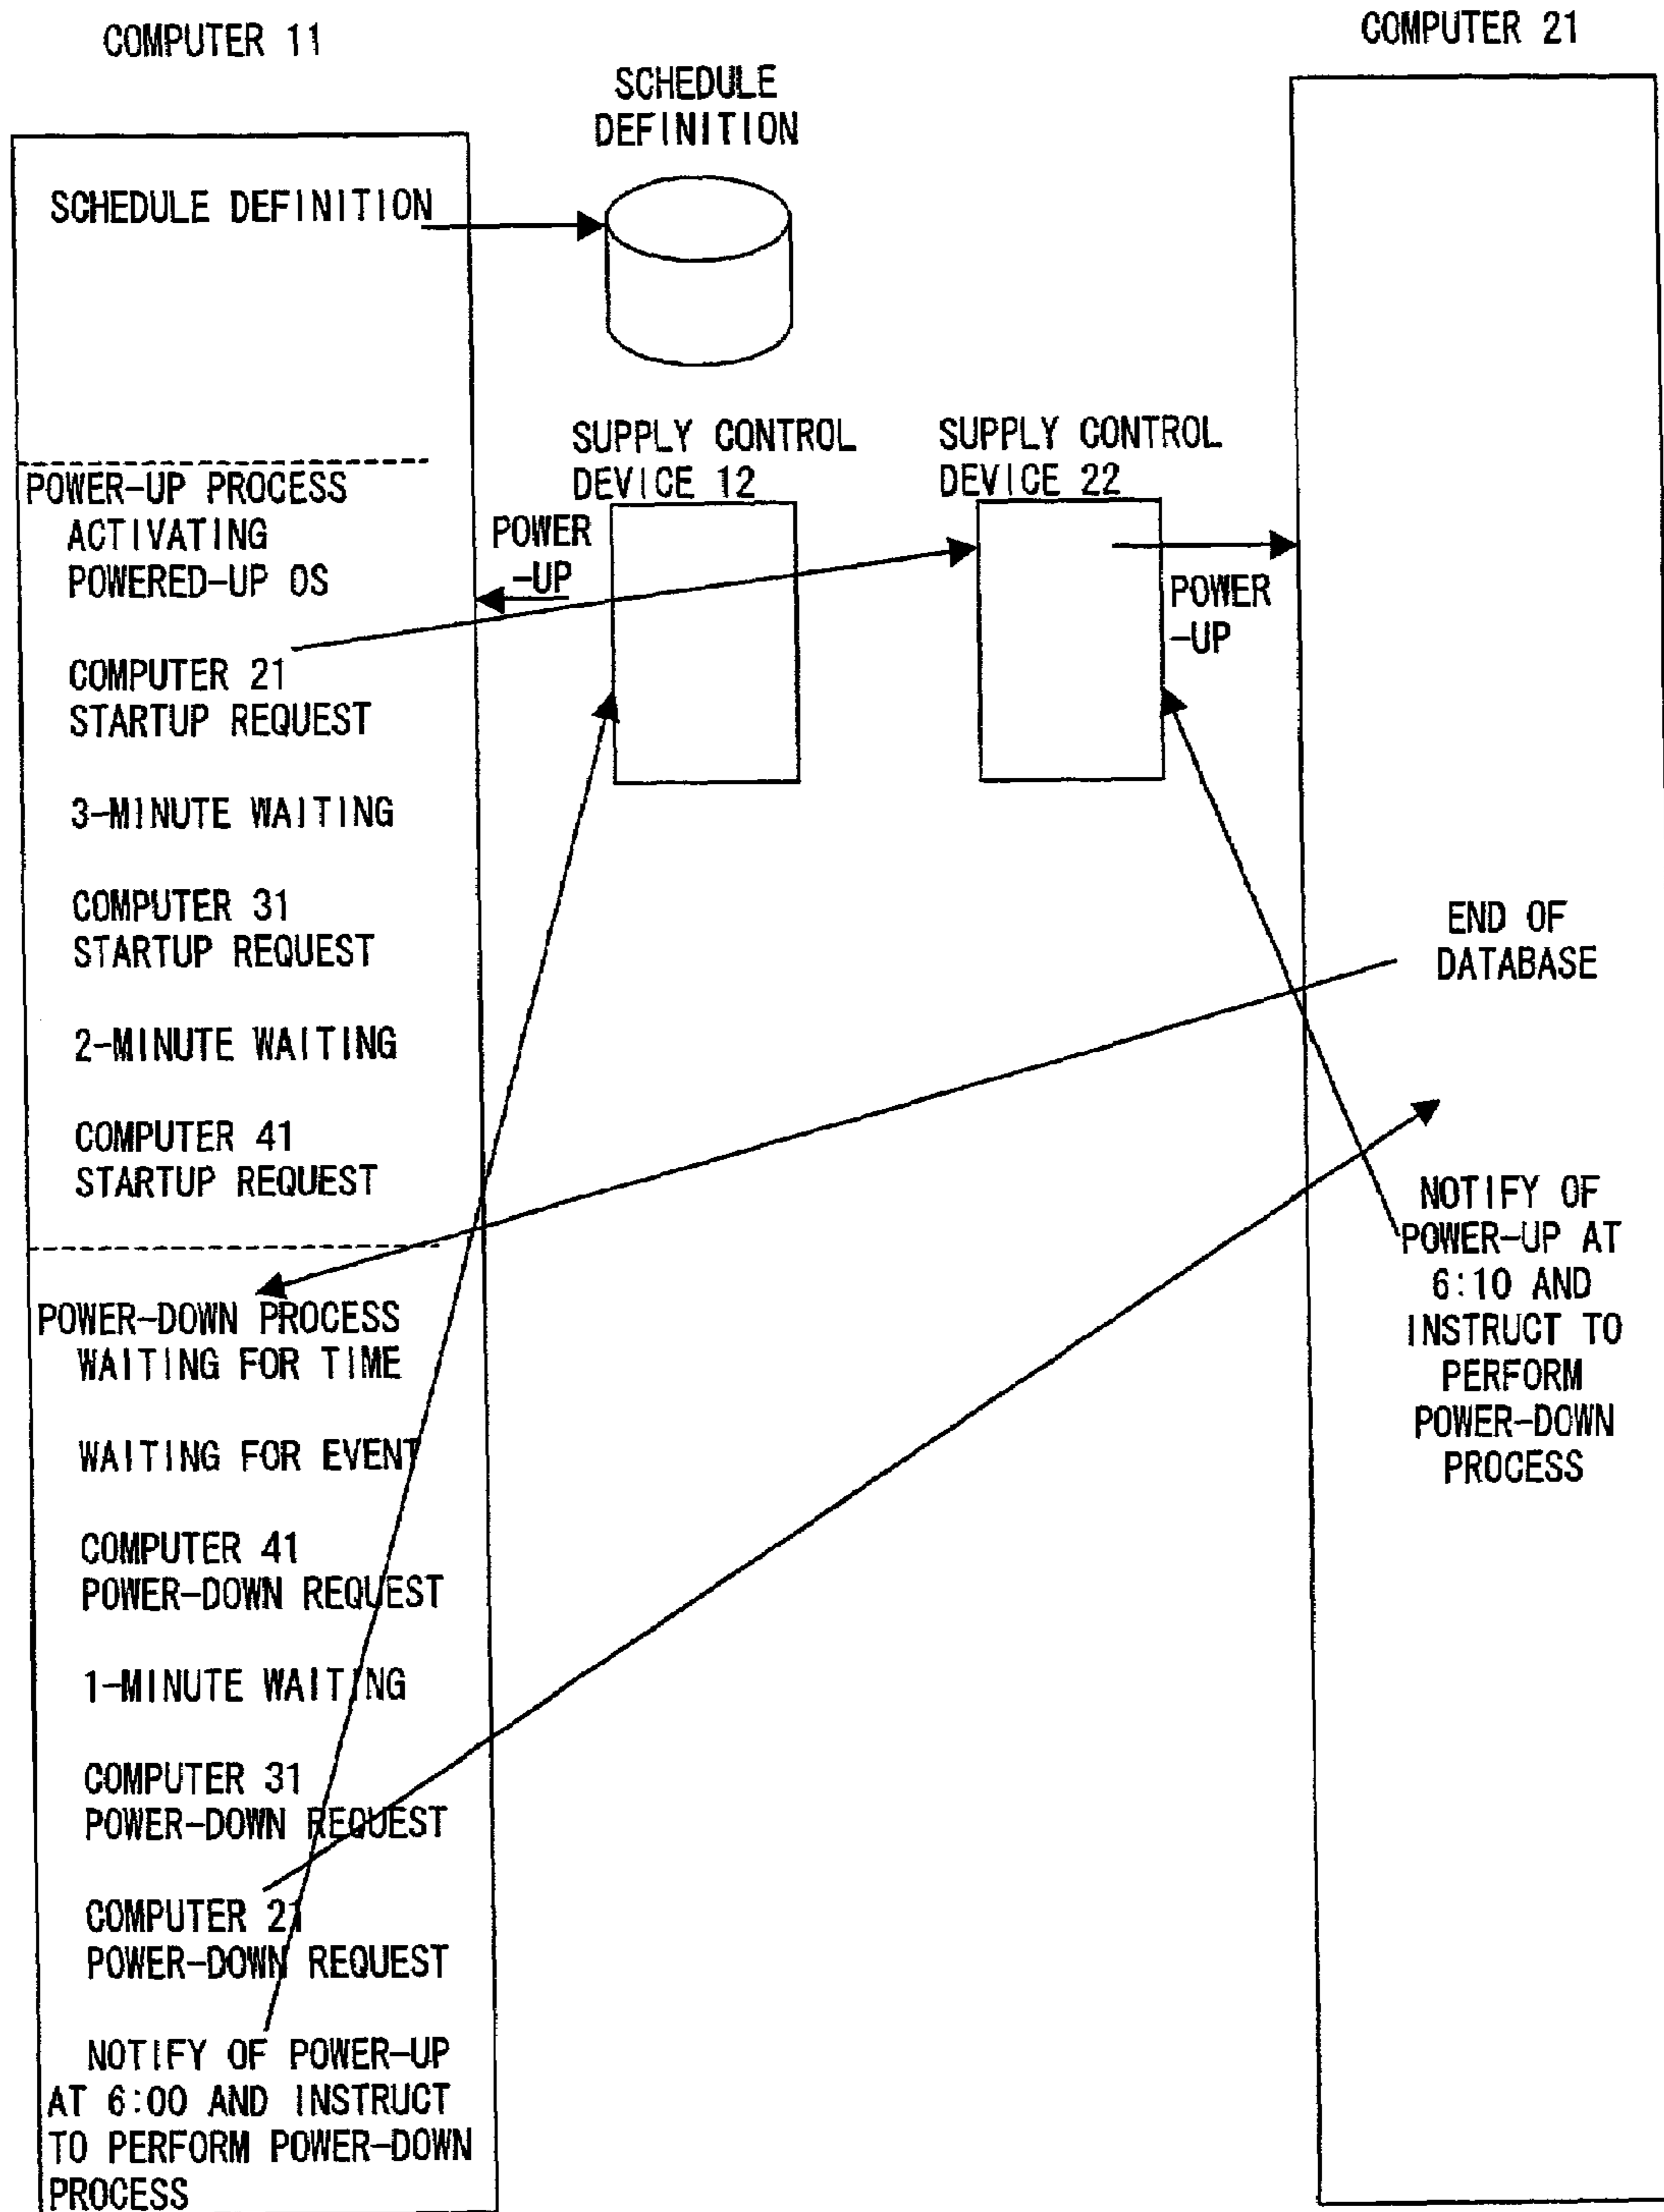 COMPUTER 11
COMPUTER 21
SCHEDULE
DEFINITION
SCHEDULE DEFINITION
SUPPLY CONTROL
DEVICE 12
SUPPLY CONTROL
DEVICE 22
POWER-UP PROCESS
ACTIVATING
POWERED-UP OS
POWER
-UP
POWER
-UP
COMPUTER 21
STARTUP REQUEST
3-MINUTE WAITING
COMPUTER 31
STARTUP REQUEST
2-MINUTE WAITING
COMPUTER 41
STARTUP REQUEST
END OF
DATABASE
NOTIFY OF
POWER-UP AT
6:10 AND
INSTRUCT TO
PERFORM
POWER-DOWN
PROCESS
POWER-DOWN PROCESS
WAITING FOR TIME
WAITING FOR EVENT
COMPUTER 41
POWER-DOWN REQUEST
1-MINUTE WAITING
COMPUTER 31
POWER-DOWN REQUEST
COMPUTER 21
POWER-DOWN REQUEST
NOTIFY OF POWER-UP
AT 6:00 AND INSTRUCT
TO PERFORM POWER-DOWN
PROCESS